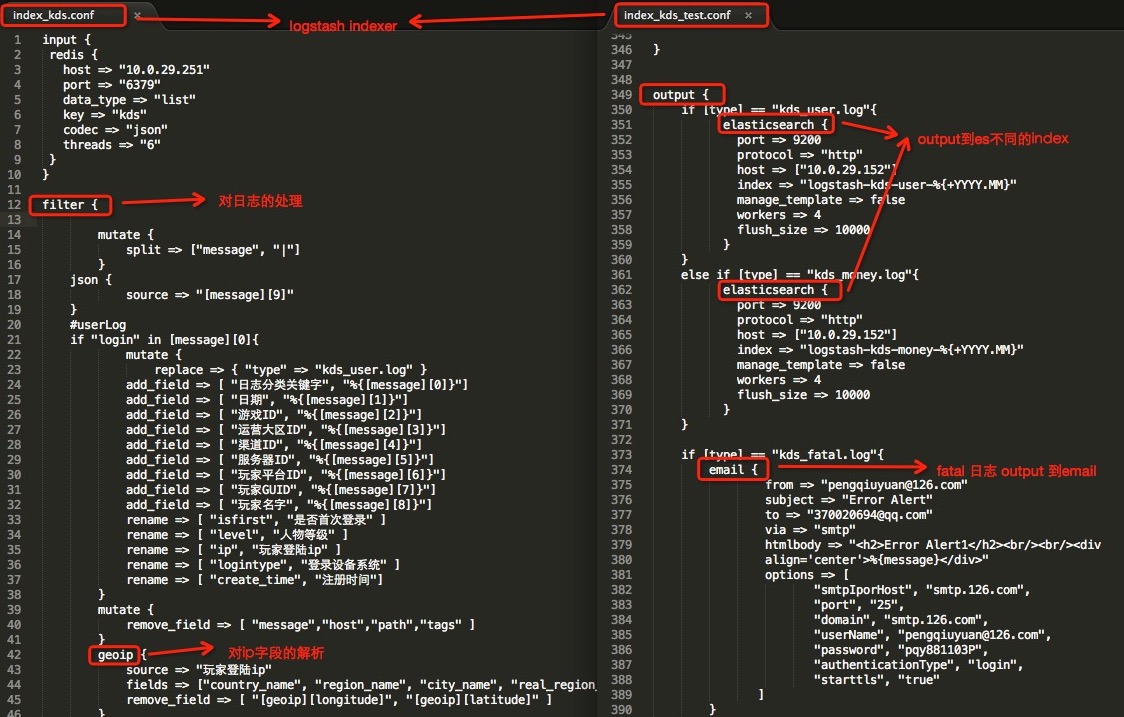 index_kds.conf ×
logstash indexer
1 input {
2 redis {
3 host => "10.0.29.251"
4 port => "6379"
5 data_type => "list"
6 key => "kds"
7 codec => "json"
8 threads => "6"
9 }
10 }
11
12 filter {
对日志的处理
13
14 mutate {
15 split => ["message", "|"]
16 }
17 json {
18 source => "[message][9]"
19 }
20 #userLog
21 if "login" in [message][0]{
22 mutate {
23 replace => { "type" => "kds_user.log" }
24 add_field => [ "日志分类关键字", "%{[message][0]}"]
25 add_field => [ "日期", "%{[message][1]}"]
26 add_field => [ "游戏ID", "%{[message][2]}"]
27 add_field => [ "运营大区ID", "%{[message][3]}"]
28 add_field => [ "渠道ID", "%{[message][4]}"]
29 add_field => [ "服务器ID", "%{[message][5]}"]
30 add_field => [ "玩家平台ID", "%{[message][6]}"]
31 add_field => [ "玩家GUID", "%{[message][7]}"]
32 add_field => [ "玩家名字", "%{[message][8]}"]
33 rename => [ "isfirst", "是否首次登录" ]
34 rename => [ "level", "人物等级" ]
35 rename => [ "ip", "玩家登陆ip" ]
36 rename => [ "logintype", "登录设备系统" ]
37 rename => [ "create_time", "注册时间"]
38 }
39 mutate {
40 remove_field => [ "message","host","path","tags" ]
41 }
42 geoip {
对ip字段的解析
43 source => "玩家登陆ip"
44 fields => ["country_name", "region_name", "city_name", "real_region_
45 remove_field => [ "[geoip][longitude]", "[geoip][latitude]" ]
46 }
index_kds_test.conf ×
345
346 }
347
348
349 output {
350 if [type] == "kds_user.log"{
351 elasticsearch {
output到es不同的index
352 port => 9200
353 protocol => "http"
354 host => ["10.0.29.152"]
355 index => "logstash-kds-user-%{+YYYY.MM}"
356 manage_template => false
357 workers => 4
358 flush_size => 10000
359 }
360 }
361 else if [type] == "kds_money.log"{
362 elasticsearch {
363 port => 9200
364 protocol => "http"
365 host => ["10.0.29.152"]
366 index => "logstash-kds-money-%{+YYYY.MM}"
367 manage_template => false
368 workers => 4
369 flush_size => 10000
370 }
371 }
372
373 if [type] == "kds_fatal.log"{
374 email {
fatal 日志 output 到email
375 from => "pengqiuyuan@126.com"
376 subject => "Error Alert"
377 to => "370020694@qq.com"
378 via => "smtp"
379 htmlbody => "<h2>Error Alert1</h2><br/><br/><div
380 align='center'>%{message}</div>"
381 options => [
382 "smtpIporHost", "smtp.126.com",
383 "port", "25",
384 "domain", "smtp.126.com",
385 "userName", "pengqiuyuan@126.com",
386 "password", "pqy881103P",
387 "authenticationType", "login",
388 "starttls", "true"
389 ]
390 }